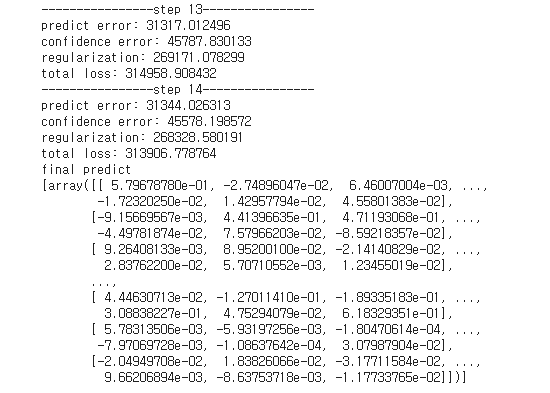 ----------------step 13----------------
predict error: 31317.012496
confidence error: 45787.830133
regularization: 269171.078299
total loss: 314958.908432
----------------step 14----------------
predict error: 31344.026313
confidence error: 45578.198572
regularization: 268328.580191
total loss: 313906.778764
final predict
[array([[ 5.79678780e-01, -2.74896047e-02,  6.46007004e-03, ...,
        -1.72320250e-02,  1.42957794e-02,  4.55801383e-02],
       [-9.15669567e-03,  4.41396635e-01,  4.71193068e-01, ...,
        -4.49781874e-02,  7.57966203e-02, -8.59218357e-02],
       [ 9.26408133e-03,  8.95200100e-02, -2.14140829e-02, ...,
         2.83762200e-02,  5.70710552e-03,  1.23455019e-02],
       ...,
       [ 4.44630713e-02, -1.27011410e-01, -1.89335183e-01, ...,
         3.08838227e-01,  4.75294079e-02,  6.18329351e-01],
       [ 5.78313506e-03, -5.93197256e-03, -1.80470614e-04, ...,
        -7.97069728e-03, -1.08637642e-04,  3.07987904e-02],
       [-2.04949708e-02,  1.83826066e-02, -3.17711584e-02, ...,
         9.66206894e-03, -8.63753718e-03, -1.17733765e-02]])]